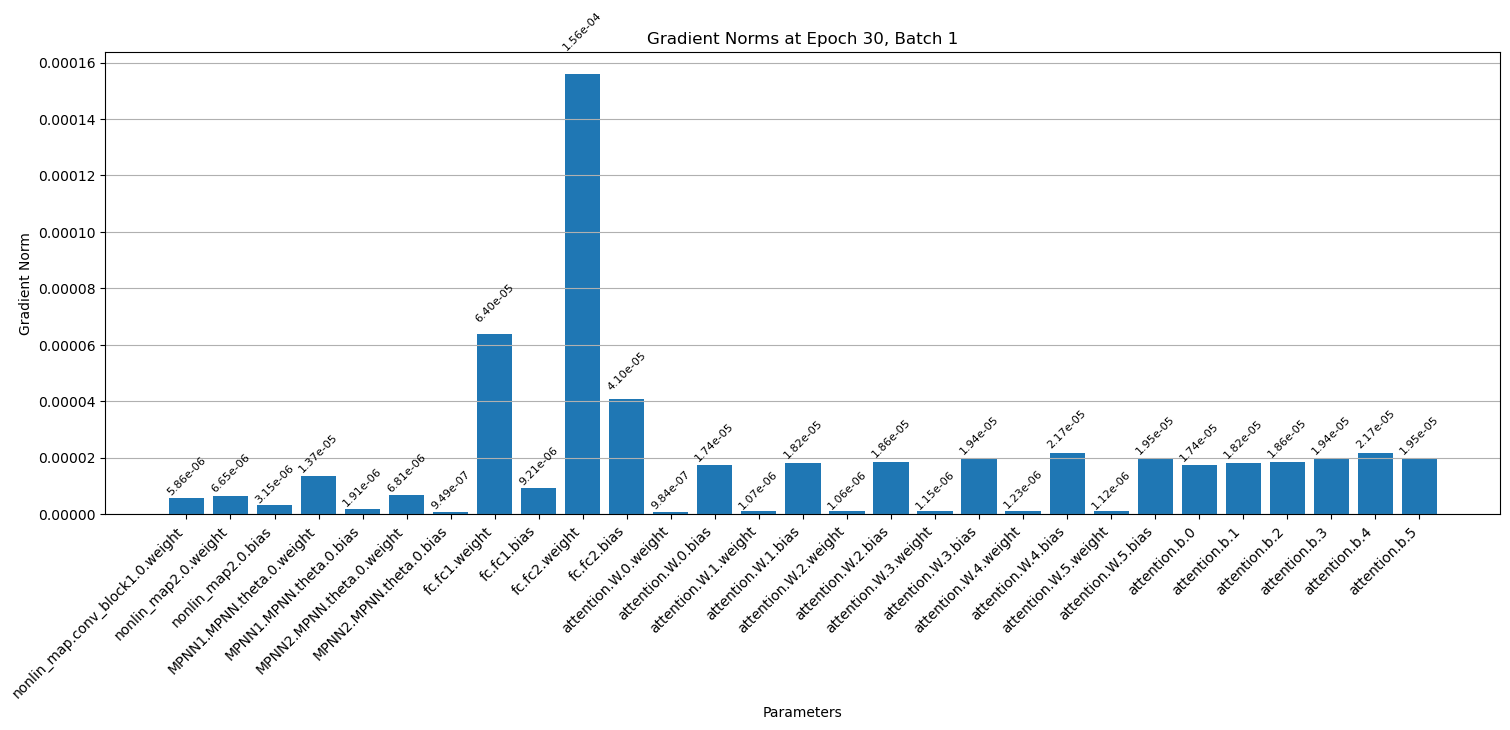 Gradient Norms at Epoch 30, Batch 1
Gradient Norm
0.00016
0.00014
0.00012
0.00010
0.00008
0.00006
0.00004
0.00002
0.00000
5.86e-06
6.65e-06
3.15e-06
1.37e-05
1.91e-06
6.81e-06
9.49e-07
6.40e-05
9.21e-06
1.56e-04
4.10e-05
9.84e-07
1.74e-05
1.07e-06
1.82e-05
1.06e-06
1.86e-05
1.15e-06
1.94e-05
1.23e-06
2.17e-05
1.12e-06
1.95e-05
1.74e-05
1.82e-05
1.86e-05
1.94e-05
2.17e-05
1.95e-05
nonlin_map.conv_block1.0.weight
nonlin_map2.0.weight
nonlin_map2.0.bias
MPNN1.MPNN.theta.0.weight
MPNN1.MPNN.theta.0.bias
MPNN2.MPNN.theta.0.weight
MPNN2.MPNN.theta.0.bias
fc.fc1.weight
fc.fc1.bias
fc.fc2.weight
fc.fc2.bias
attention.W.0.weight
attention.W.0.bias
attention.W.1.weight
attention.W.1.bias
attention.W.2.weight
attention.W.2.bias
attention.W.3.weight
attention.W.3.bias
attention.W.4.weight
attention.W.4.bias
attention.W.5.weight
attention.W.5.bias
attention.b.0
attention.b.1
attention.b.2
attention.b.3
attention.b.4
attention.b.5
Parameters